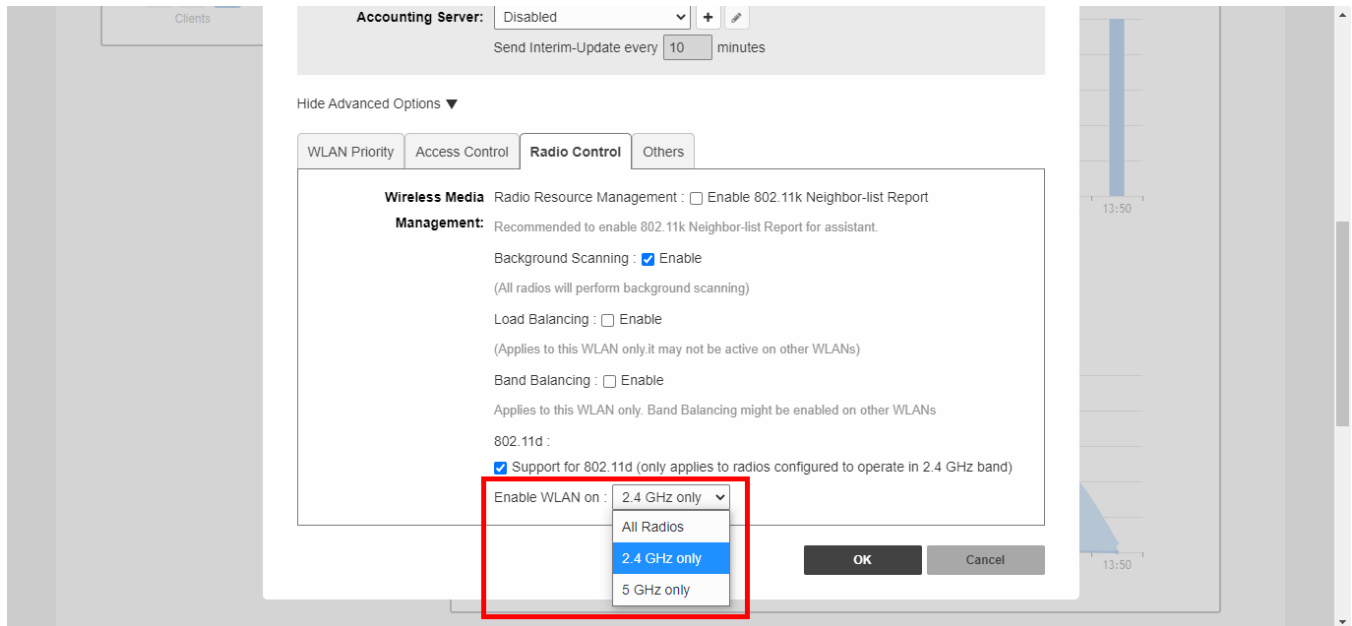 Clients
Accounting Server: Disabled + 
Send Interim-Update every 10 minutes
Hide Advanced Options ▼
WLAN Priority Access Control Radio Control Others
Wireless Media Management: Radio Resource Management : Enable 802.11k Neighbor-list Report
Recommended to enable 802.11k Neighbor-list Report for assistant.
Background Scanning : Enable
(All radios will perform background scanning)
Load Balancing : Enable
(Applies to this WLAN only.it may not be active on other WLANs)
Band Balancing : Enable
Applies to this WLAN only. Band Balancing might be enabled on other WLANs
802.11d :
Support for 802.11d (only applies to radios configured to operate in 2.4 GHz band)
Enable WLAN on : 2.4 GHz only
All Radios
2.4 GHz only
5 GHz only
OK Cancel
13:50
13:50